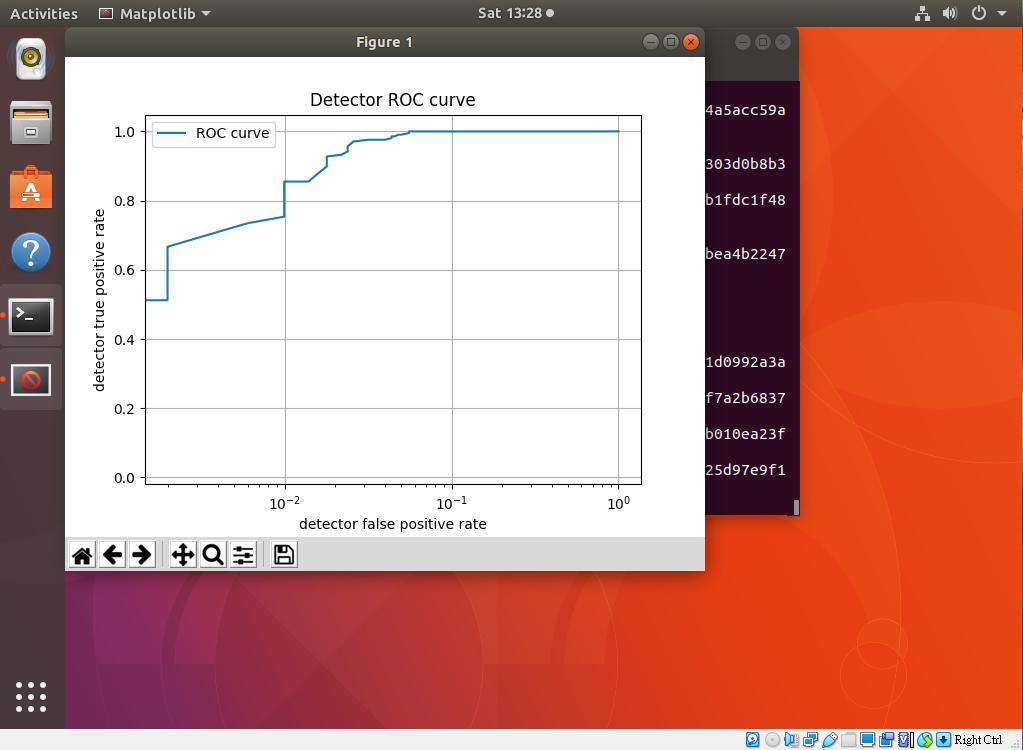 Activities Matplotlib Sat 13:28
Figure 1
Detector ROC curve
ROC curve
1.0
0.8
0.6
0.4
0.2
0.0
detector true positive rate
10⁻² 10⁻¹ 10⁰
detector false positive rate
4a5acc59a
303d0b8b3
b1fdc1f48
bea4b2247
1d0992a3a
f7a2b6837
b010ea23f
25d97e9f1
Right Ctrl